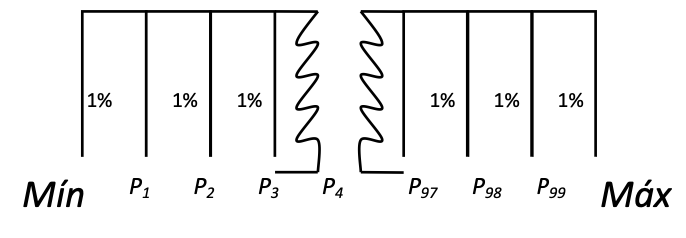 1% 1% 1% 1% 1% 1%
Mín P₁ P₂ P₃ P₄ P₉₇ P₉₈ P₉₉ Máx